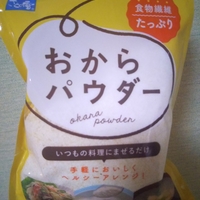 食物繊維
たっぷり
おから
パウダー
okara powder
いつもの料理にまぜるだけ
手軽においしく
ヘルシーアレンジ!